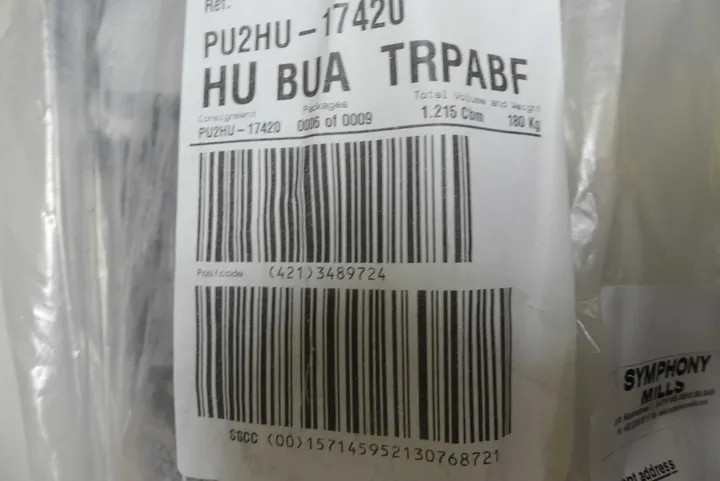 Ref.
PU2HU-17420
HU BUA TRPABF
Consignment Packages Total Volume and Weight
PU2HU-17420 0006 of 0009 1.215 Cbm 180 Kg
Postcode (421)3489724
SSCC (00)157145952130768721
SYMPHONY
MILLS
address